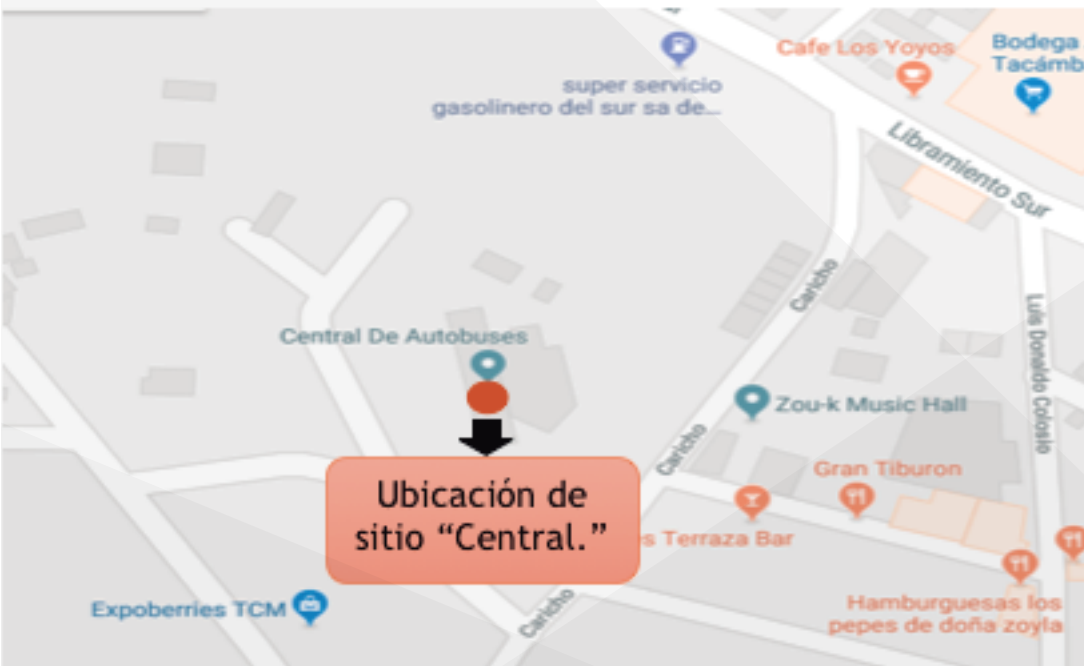 super servicio
gasolinero del sur sa de...
Cafe Los Yoyos
Bodega
Tacámb
Libramiento Sur
Caricho
Luis Donaldo Colosio
Central De Autobuses
Zou-k Music Hall
Caricho
Gran Tiburon
Ubicación de
sitio “Central.”
s Terraza Bar
Expoberries TCM
Caricho
Hamburguesas los
pepes de doña zoyla